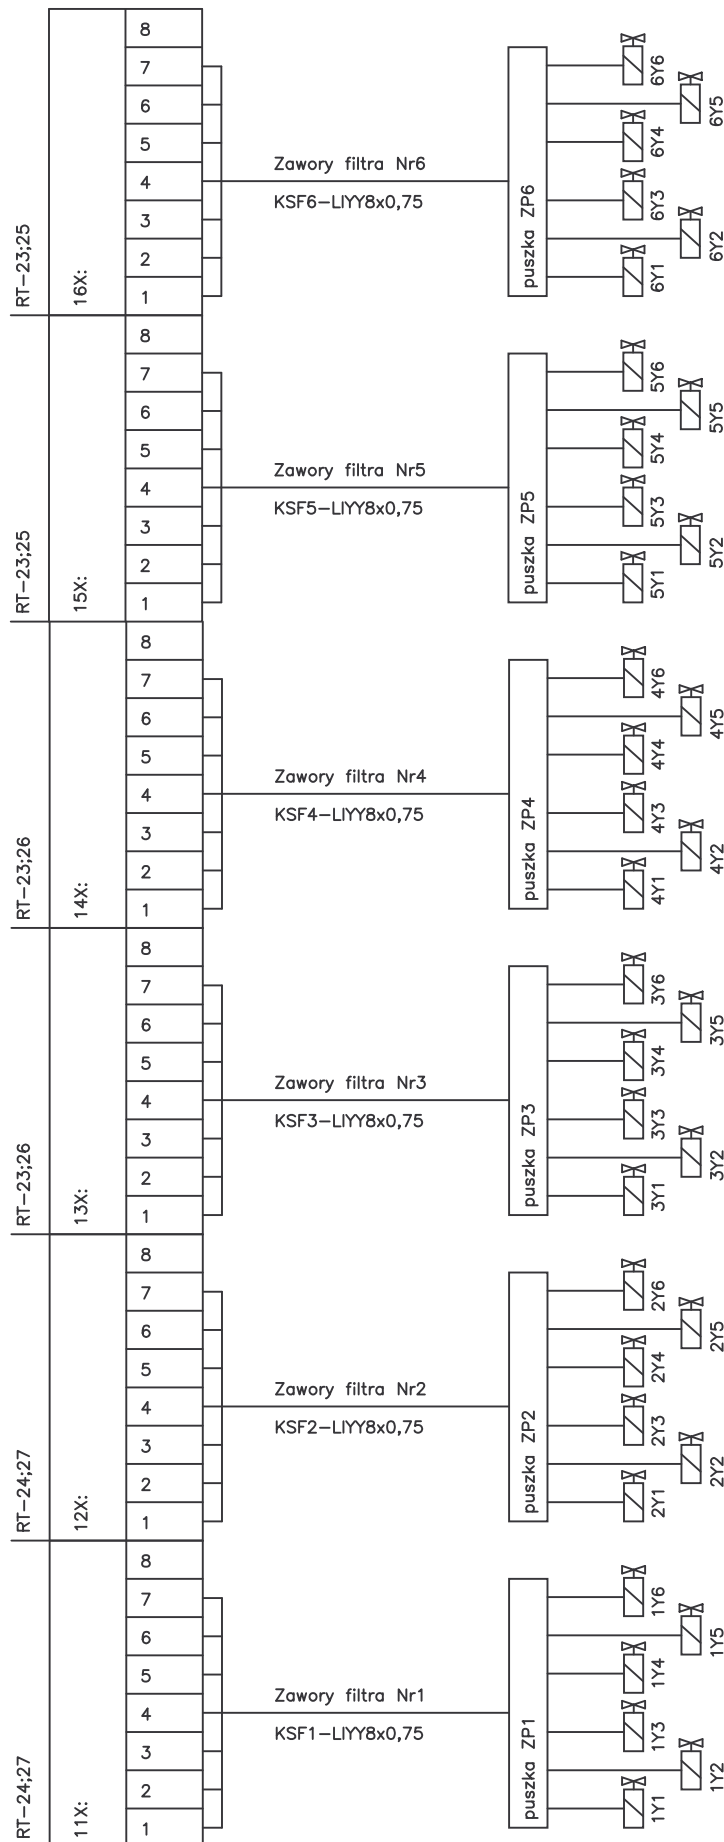 RT-23;25
16X:
8
7
6
5
4
3
2
1
Zawory filtra Nr6
KSF6-LIYY8x0,75
puszka ZP6
6Y6
6Y5
6Y4
6Y3
6Y2
6Y1
RT-23;25
15X:
8
7
6
5
4
3
2
1
Zawory filtra Nr5
KSF5-LIYY8x0,75
puszka ZP5
5Y6
5Y5
5Y4
5Y3
5Y2
5Y1
RT-23;26
14X:
8
7
6
5
4
3
2
1
Zawory filtra Nr4
KSF4-LIYY8x0,75
puszka ZP4
4Y6
4Y5
4Y4
4Y3
4Y2
4Y1
RT-23;26
13X:
8
7
6
5
4
3
2
1
Zawory filtra Nr3
KSF3-LIYY8x0,75
puszka ZP3
3Y6
3Y5
3Y4
3Y3
3Y2
3Y1
RT-24;27
12X:
8
7
6
5
4
3
2
1
Zawory filtra Nr2
KSF2-LIYY8x0,75
puszka ZP2
2Y6
2Y5
2Y4
2Y3
2Y2
2Y1
RT-24;27
11X:
8
7
6
5
4
3
2
1
Zawory filtra Nr1
KSF1-LIYY8x0,75
puszka ZP1
1Y6
1Y5
1Y4
1Y3
1Y2
1Y1